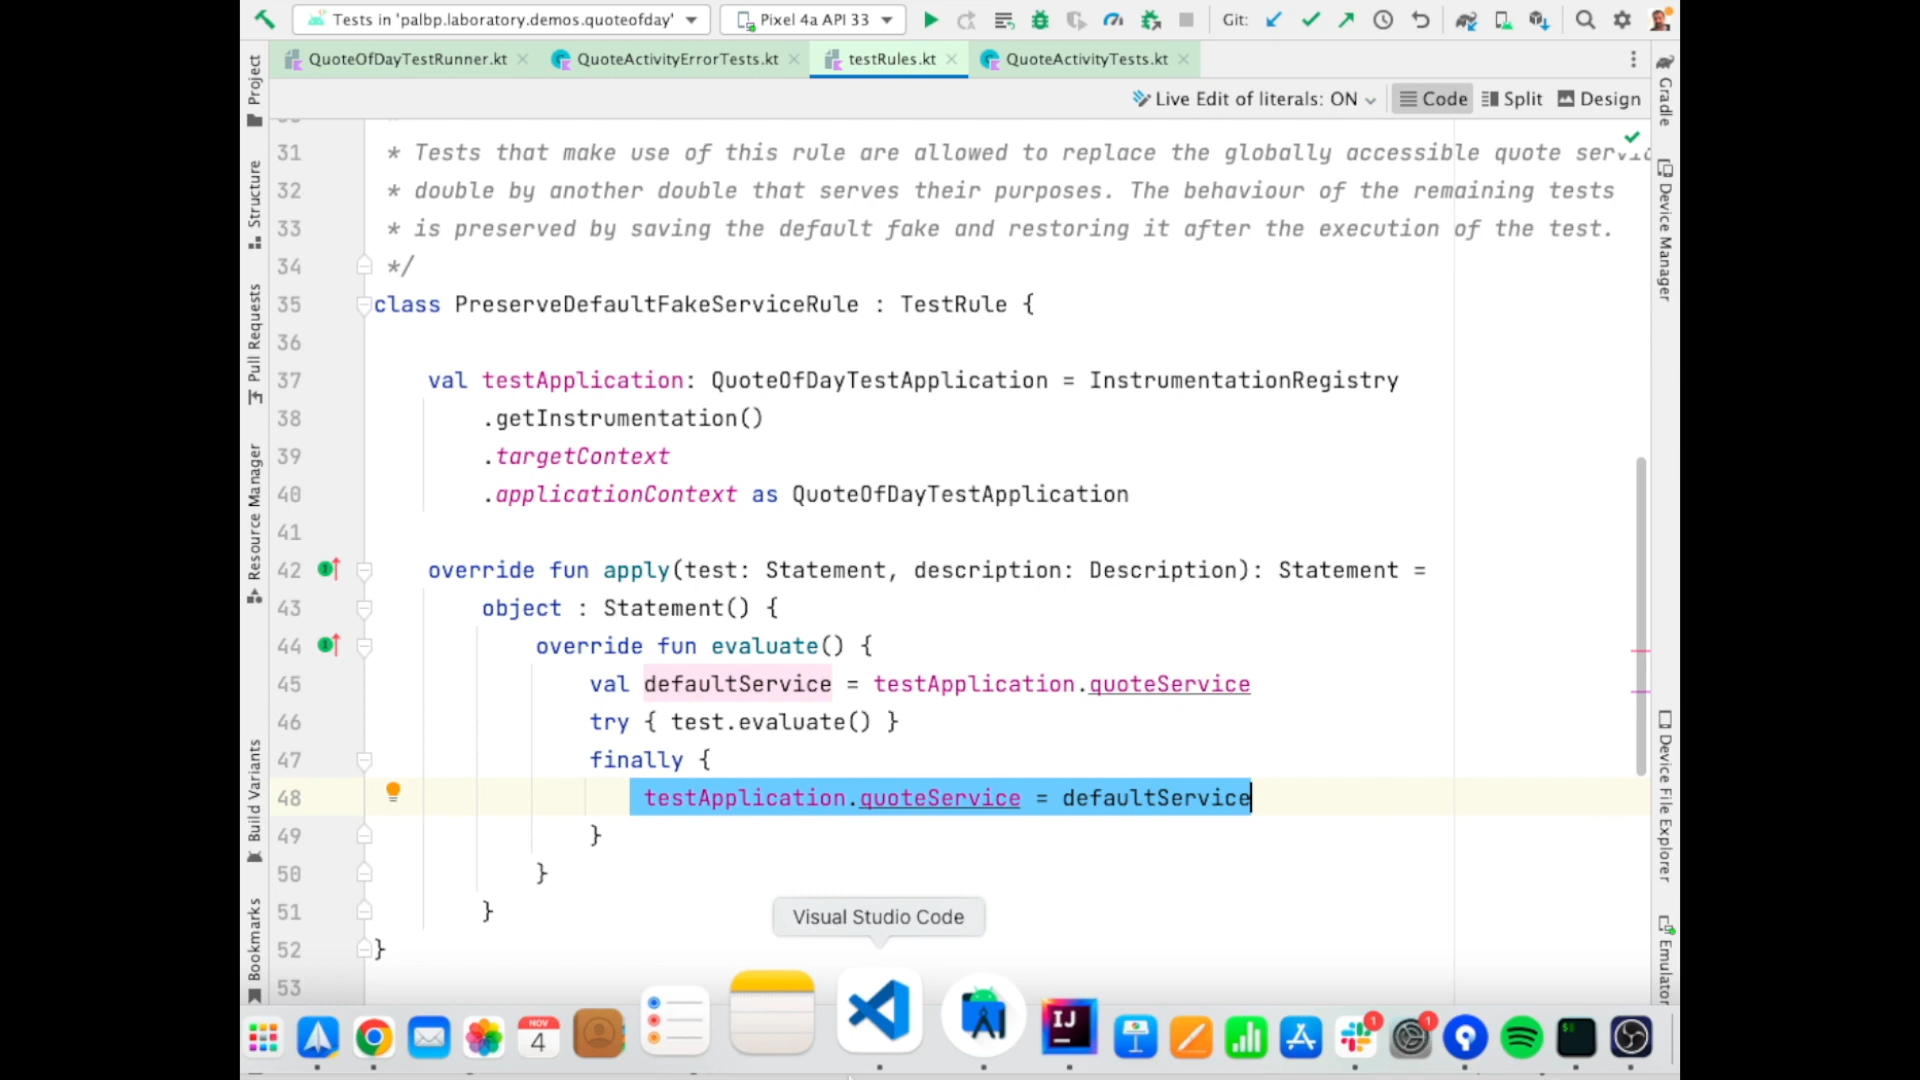 Tests in 'palbp.laboratory.demos.quoteofday'
Pixel 4a API 33
Git:
QuoteOfDayTestRunner.kt
QuoteActivityErrorTests.kt
testRules.kt
QuoteActivityTests.kt
Live Edit of literals: ON
Code
Split
Design
31 * Tests that make use of this rule are allowed to replace the globally accessible quote
32 * double by another double that serves their purposes. The behaviour of the remaining tests
33 * is preserved by saving the default fake and restoring it after the execution of the test.
34 */
35 class PreserveDefaultFakeServiceRule : TestRule {
36
37 val testApplication: QuoteOfDayTestApplication = InstrumentationRegistry
38 .getInstrumentation()
39 .targetContext
40 .applicationContext as QuoteOfDayTestApplication
41
42 override fun apply(test: Statement, description: Description): Statement =
43 object : Statement() {
44 override fun evaluate() {
45 val defaultService = testApplication.quoteService
46 try { test.evaluate() }
47 finally {
48 testApplication.quoteService = defaultService
49 }
50 }
51 }
52 }
53
Project
Structure
Pull Requests
Resource Manager
Build Variants
Bookmarks
Gradle
Device Manager
Device File Explorer
Emulator
Visual Studio Code
NOV
4
IJ
1
1
$